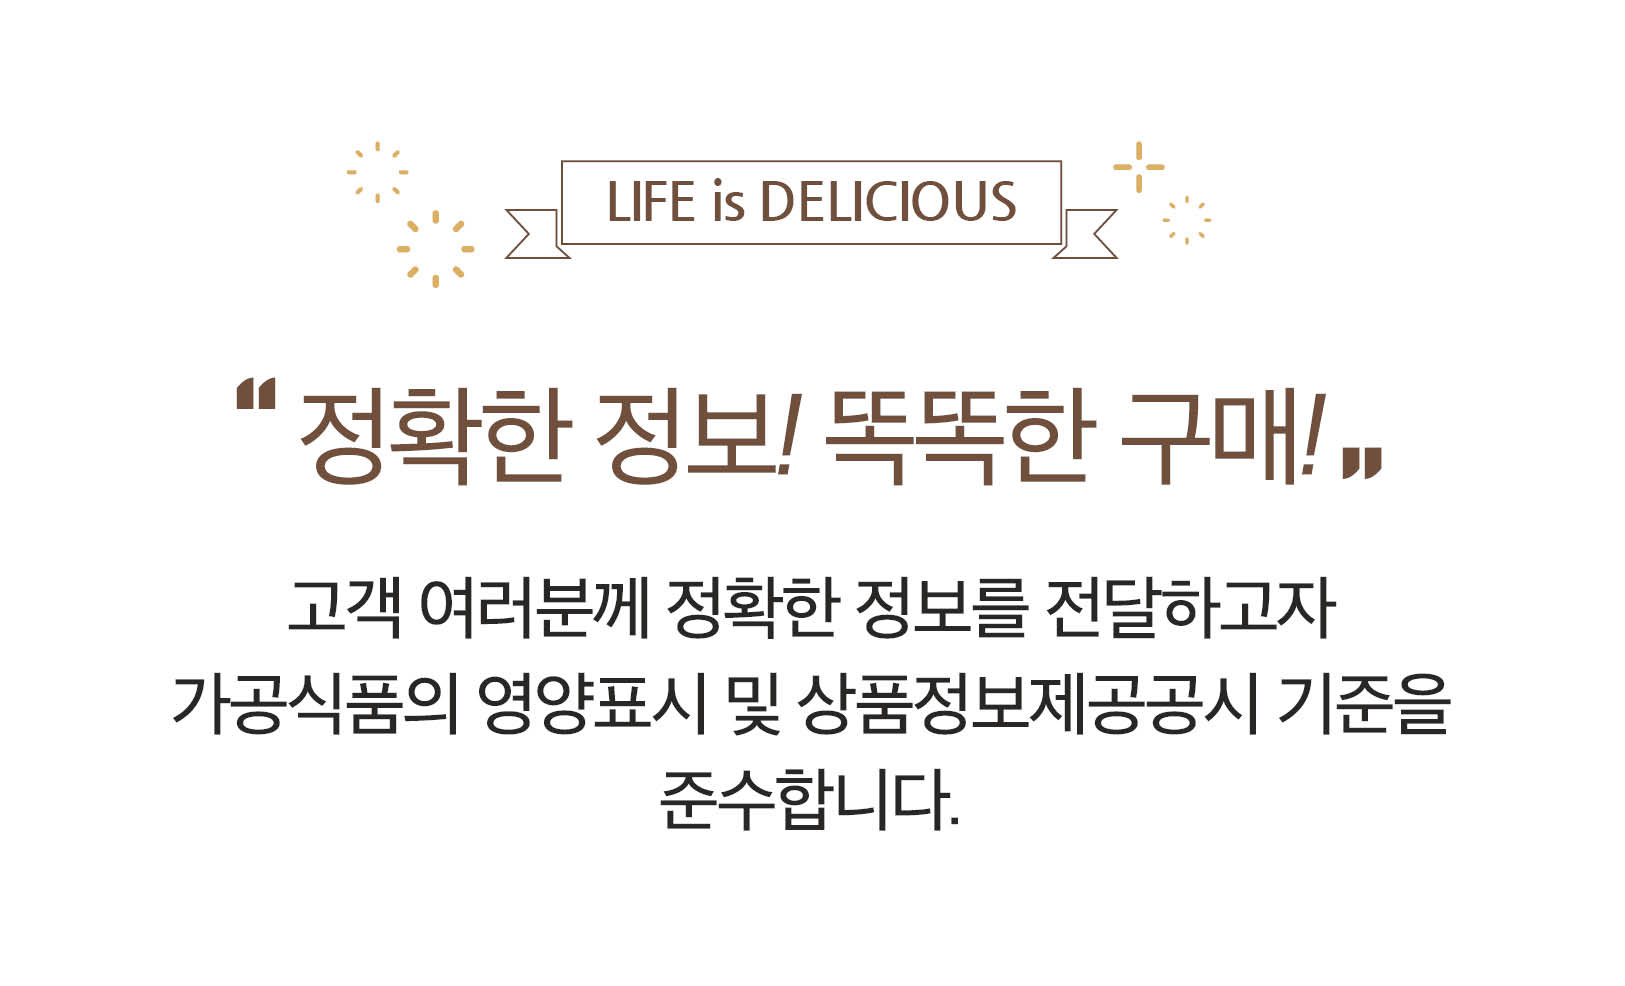 LIFE is DELICIOUS
“ 정확한 정보! 똑똑한 구매! ”
고객 여러분께 정확한 정보를 전달하고자
가공식품의 영양표시 및 상품정보제공공시 기준을
준수합니다.